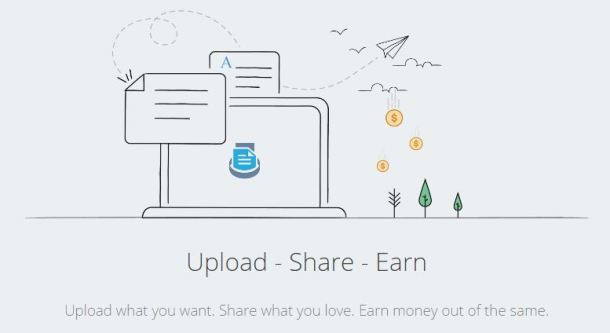 A
$
$
$
Upload - Share - Earn
Upload what you want. Share what you love. Earn money out of the same.